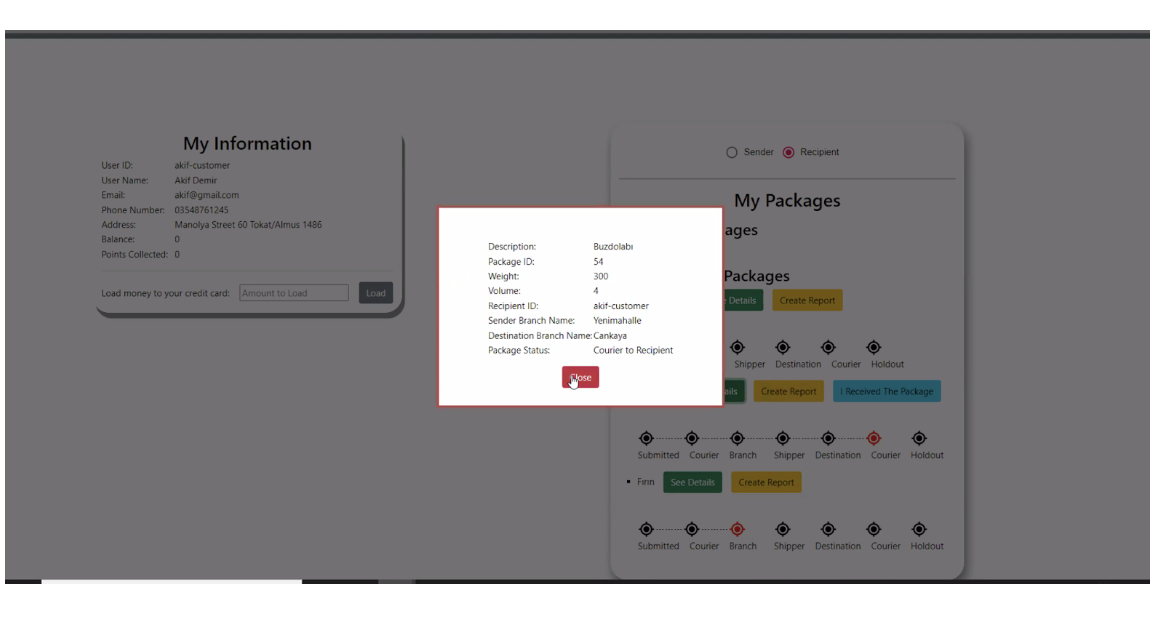 My Information
User ID: akif-customer
User Name: Akif Demir
Email: akif@gmail.com
Phone Number: 03548761245
Address: Manolya Street 60 Tokat/Almus 1486
Balance: 0
Points Collected: 0
Load money to your credit card: Amount to Load Load
Description: Buzdolabı
Package ID: 54
Weight: 300
Volume: 4
Recipient ID: akif-customer
Sender Branch Name: Yenimahalle
Destination Branch Name: Cankaya
Package Status: Courier to Recipient
Close
Sender Recipient
My Packages
ages
Packages
Details Create Report
Shipper Destination Courier Holdout
ails Create Report I Received The Package
Submitted Courier Branch Shipper Destination Courier Holdout
Fırın See Details Create Report
Submitted Courier Branch Shipper Destination Courier Holdout